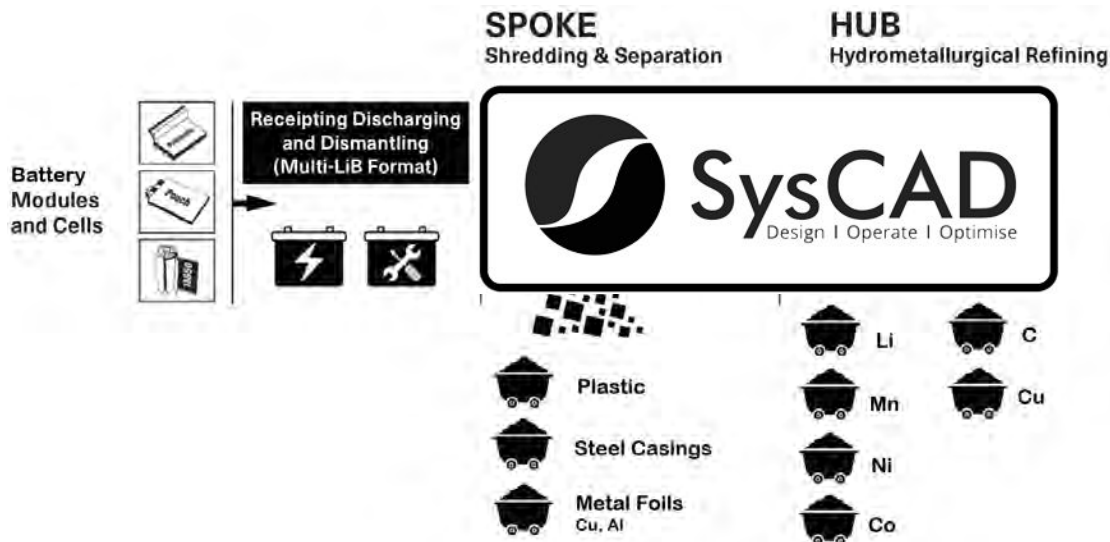 SPOKE
Shredding & Separation
HUB
Hydrometallurgical Refining
Battery
Modules
and Cells
Pouch
Receipting Discharging
and Dismantling
(Multi-LiB Format)
SysCAD
Design I Operate I Optimise
Plastic
Steel Casings
Metal Foils
Cu, Al
Li
Mn
Ni
Co
C
Cu